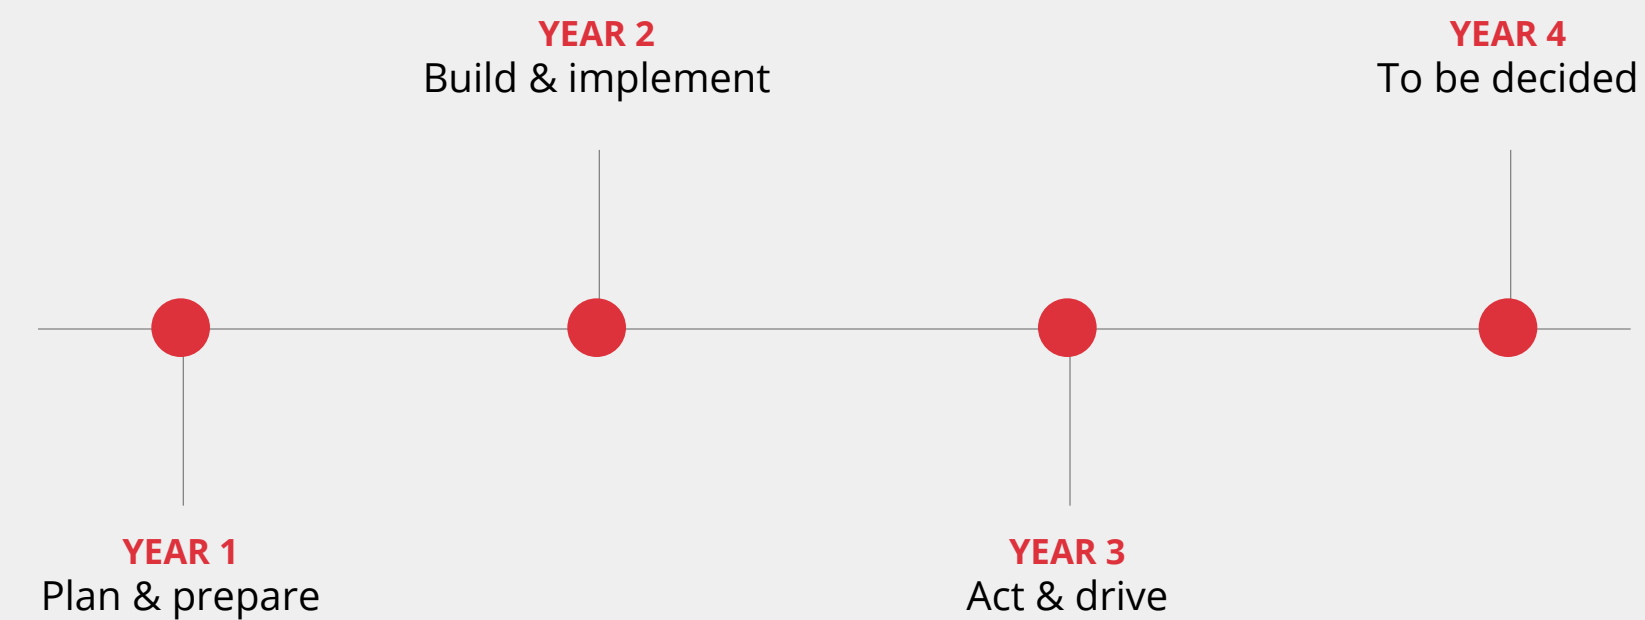 YEAR 1
Plan & prepare
YEAR 2
Build & implement
YEAR 3
Act & drive
YEAR 4
To be decided